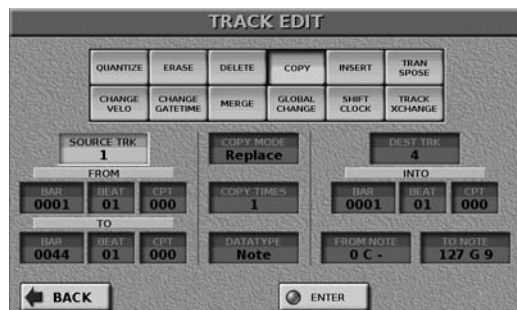 TRACK EDIT
QUANTIZE ERASE DELETE COPY INSERT TRAN SPOSE
CHANGE VELO CHANGE GATETIME MERGE GLOBAL CHANGE SHIFT CLOCK TRACK XCHANGE
SOURCE TRK COPY MODE DEST TRK
1 Replace 4
FROM INTO
BAR BEAT CPT COPY TIMES BAR BEAT CPT
0001 01 000 1 0001 01 000
TO
BAR BEAT CPT DATATYPE FROM NOTE TO NOTE
0044 01 000 Note 0 C - 127 G 9
BACK ENTER